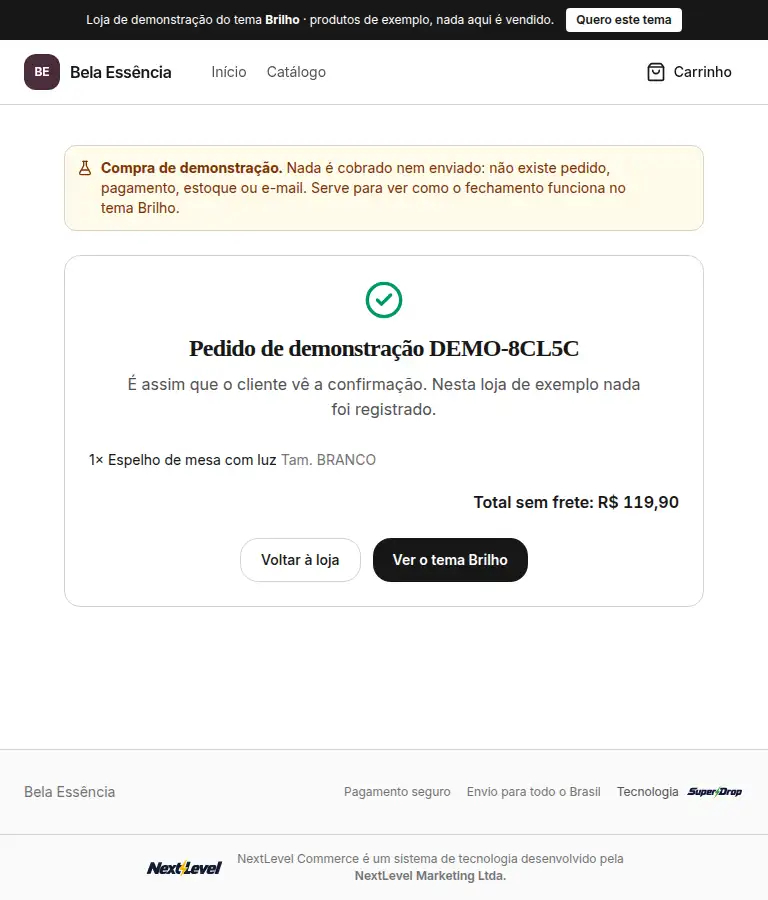 Loja de demonstração do tema Brilho · produtos de exemplo, nada aqui é vendido. Quero este tema
BE Bela Essência Início Catálogo Carrinho
Compra de demonstração. Nada é cobrado nem enviado: não existe pedido,
pagamento, estoque ou e-mail. Serve para ver como o fechamento funciona no
tema Brilho.
Pedido de demonstração DEMO-8CL5C
É assim que o cliente vê a confirmação. Nesta loja de exemplo nada
foi registrado.
1× Espelho de mesa com luz Tam. BRANCO
Total sem frete: R$ 119,90
Voltar à loja Ver o tema Brilho
Bela Essência Pagamento seguro Envio para todo o Brasil Tecnologia SuperDrop
NextLevel NextLevel Commerce é um sistema de tecnologia desenvolvido pela
NextLevel Marketing Ltda.